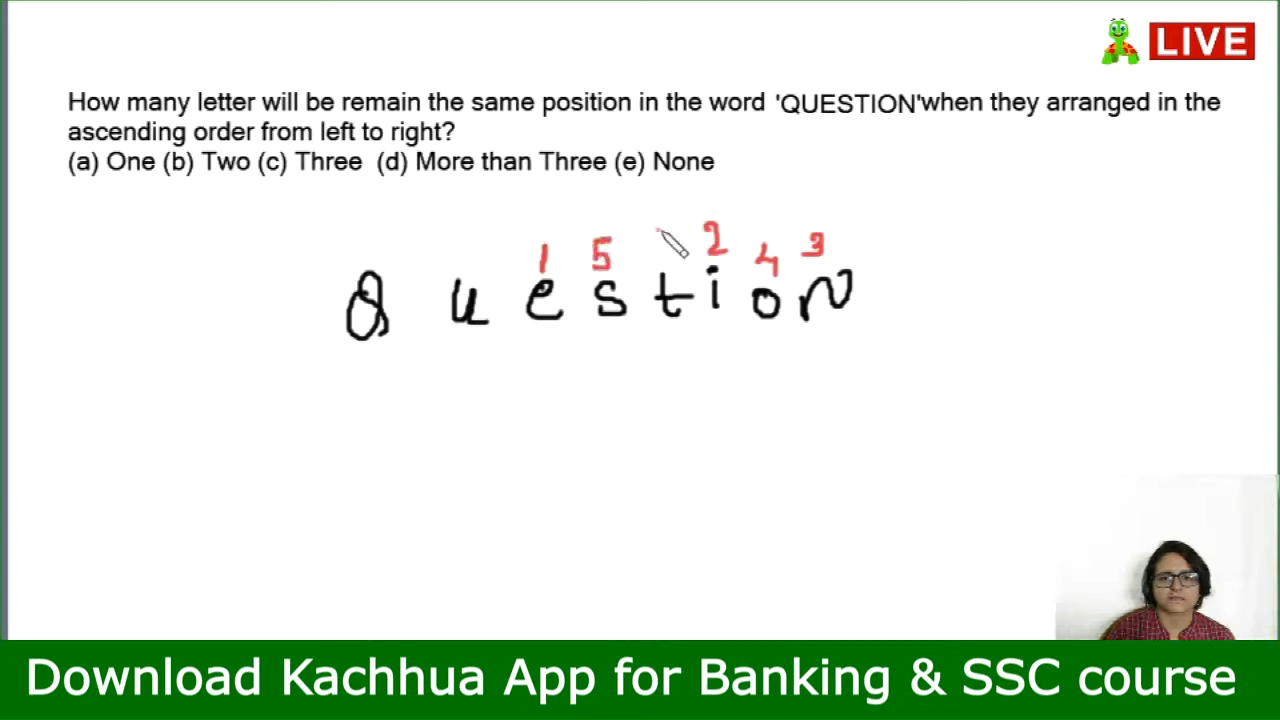 LIVE
How many letter will be remain the same position in the word 'QUESTION'when they arranged in the
ascending order from left to right?
(a) One (b) Two (c) Three (d) More than Three (e) None
1 5 2 4 3
Q u e s t i o N
Download Kachhua App for Banking & SSC course